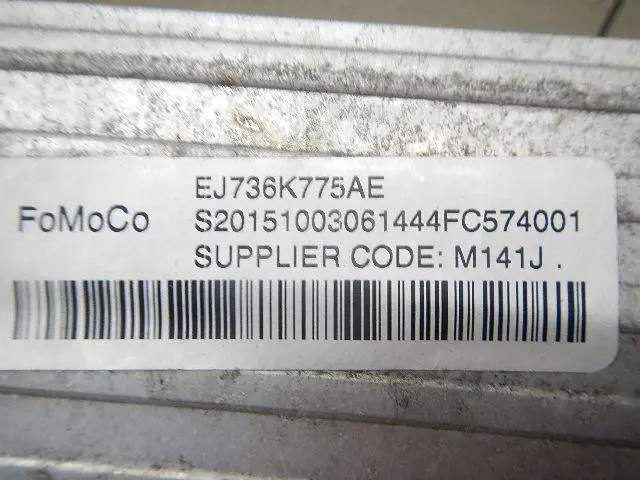 EJ736K775AE
FoMoCo S20151003061444FC574001
SUPPLIER CODE: M141J .